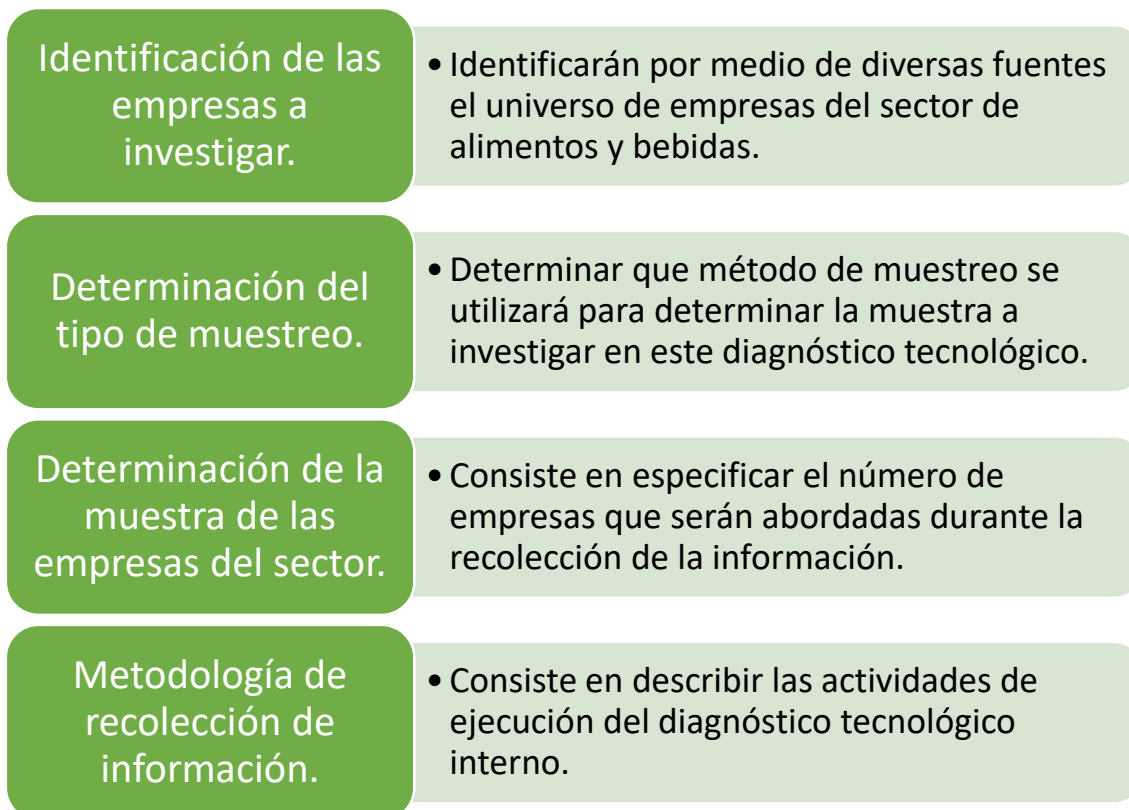 Identificación de las
empresas a
investigar.
• Identificarán por medio de diversas fuentes
el universo de empresas del sector de
alimentos y bebidas.
Determinación del
tipo de muestreo.
• Determinar que método de muestreo se
utilizará para determinar la muestra a
investigar en este diagnóstico tecnológico.
Determinación de la
muestra de las
empresas del sector.
• Consiste en especificar el número de
empresas que serán abordadas durante la
recolección de la información.
Metodología de
recolección de
información.
• Consiste en describir las actividades de
ejecución del diagnóstico tecnológico
interno.